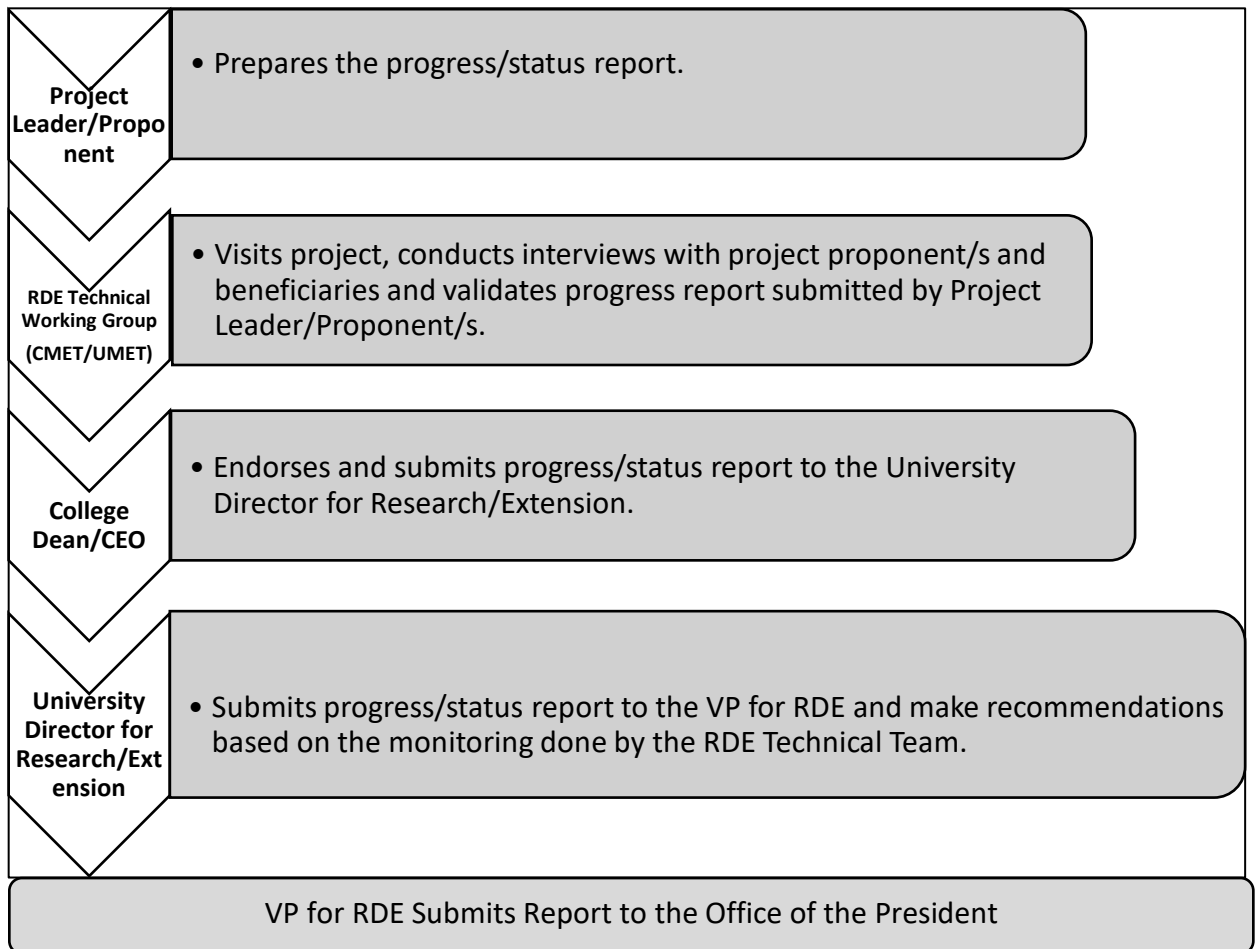 Project
Leader/Propo
nent
• Prepares the progress/status report.
RDE Technical
Working Group
(CMET/UMET)
• Visits project, conducts interviews with project proponent/s and
beneficiaries and validates progress report submitted by Project
Leader/Proponent/s.
College
Dean/CEO
• Endorses and submits progress/status report to the University
Director for Research/Extension.
University
Director for
Research/Ext
ension
• Submits progress/status report to the VP for RDE and make recommendations
based on the monitoring done by the RDE Technical Team.
VP for RDE Submits Report to the Office of the President